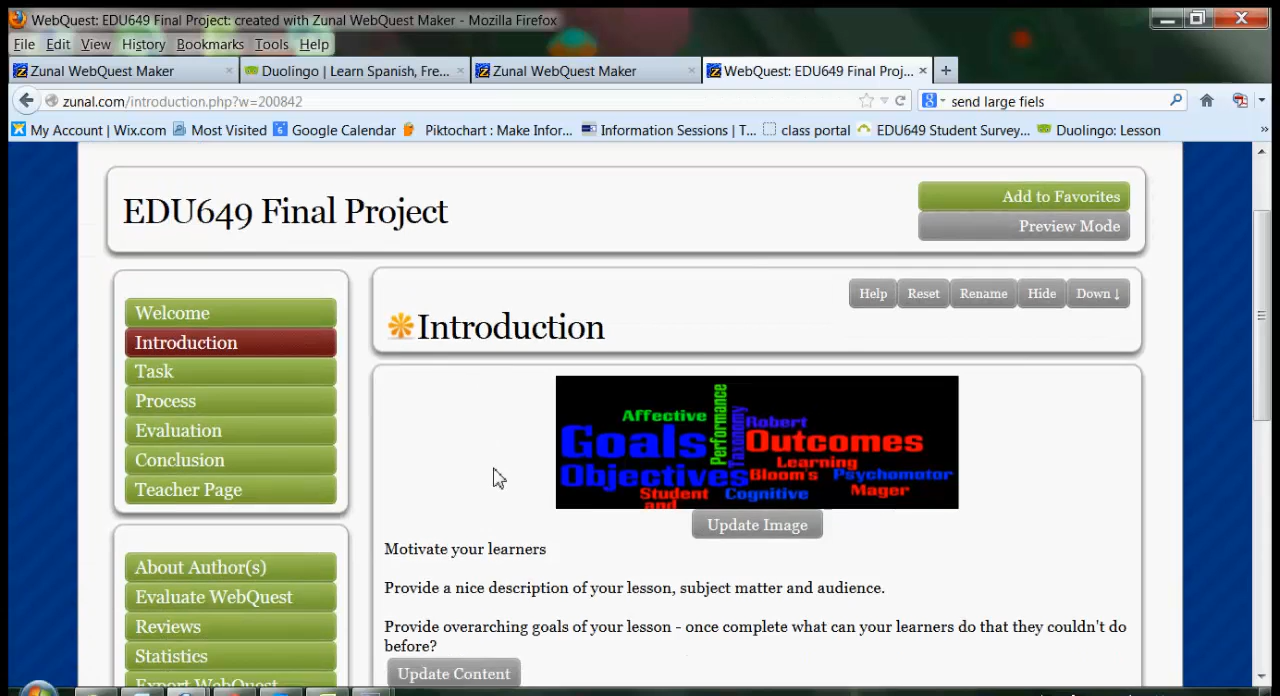 WebQuest: EDU649 Final Project: created with Zunal WebQuest Maker - Mozilla Firefox
File Edit View History Bookmarks Tools Help
Zunal WebQuest Maker × Duolingo | Learn Spanish, Fre... × Zunal WebQuest Maker × WebQuest: EDU649 Final Proj... × +
zunal.com/introduction.php?w=200842
send large fiels
My Account | Wix.com Most Visited Google Calendar Piktochart : Make Infor... Information Sessions | T... class portal EDU649 Student Survey... Duolingo: Lesson »
EDU649 Final Project
Add to Favorites
Preview Mode
Welcome
Introduction
Task
Process
Evaluation
Conclusion
Teacher Page
About Author(s)
Evaluate WebQuest
Reviews
Statistics
Export WebQuest
Help Reset Rename Hide Down ↓
Introduction
Affective
Performance
Taxonomy
Robert
Goals
Outcomes
Learning
Objectives
Bloom's
Psychomotor
Student
Cognitive
Mager
and
Update Image
Motivate your learners
Provide a nice description of your lesson, subject matter and audience.
Provide overarching goals of your lesson - once complete what can your learners do that they couldn't do
before?
Update Content